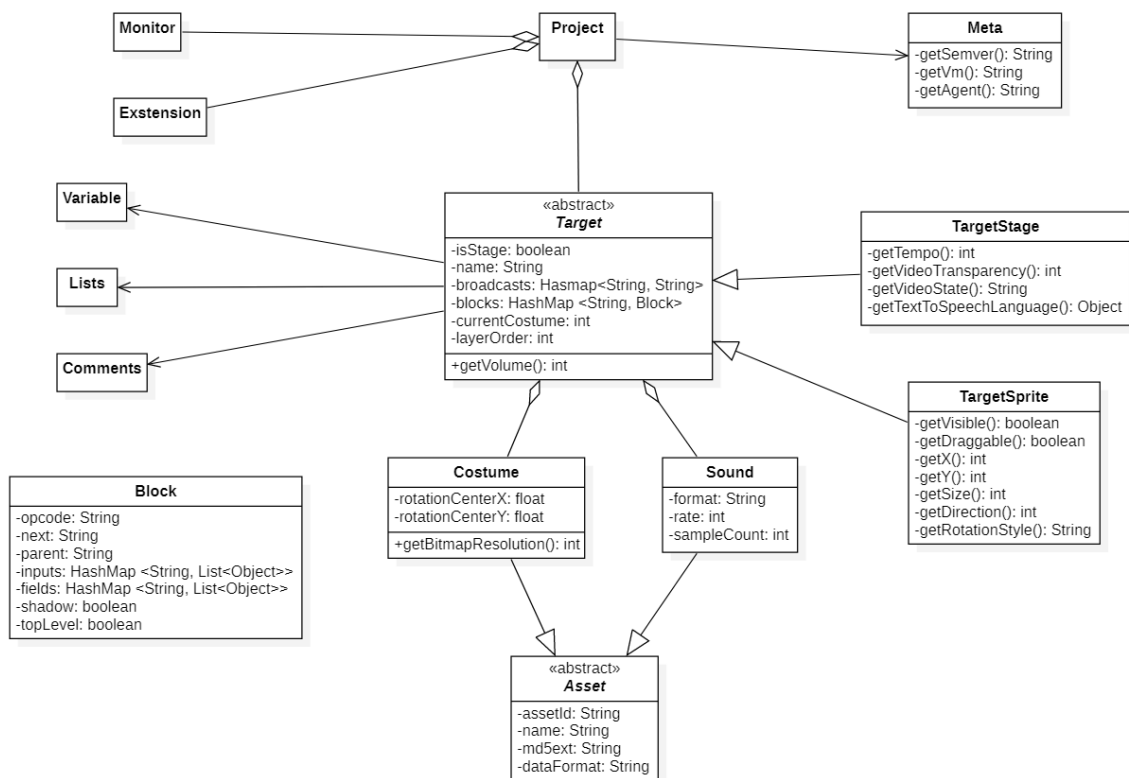 Monitor
Project
Meta
-getSemver(): String
-getVm(): String
-getAgent(): String
Exstension
Variable
Lists
Comments
«abstract»
Target
-isStage: boolean
-name: String
-broadcasts: Hasmap<String, String>
-blocks: HashMap <String, Block>
-currentCostume: int
-layerOrder: int
+getVolume(): int
TargetStage
-getTempo(): int
-getVideoTransparency(): int
-getVideoState(): String
-getTextToSpeechLanguage(): Object
TargetSprite
-getVisible(): boolean
-getDraggable(): boolean
-getX(): int
-getY(): int
-getSize(): int
-getDirection(): int
-getRotationStyle(): String
Block
-opcode: String
-next: String
-parent: String
-inputs: HashMap <String, List<Object>>
-fields: HashMap <String, List<Object>>
-shadow: boolean
-topLevel: boolean
Costume
-rotationCenterX: float
-rotationCenterY: float
+getBitmapResolution(): int
Sound
-format: String
-rate: int
-sampleCount: int
«abstract»
Asset
-assetId: String
-name: String
-md5ext: String
-dataFormat: String